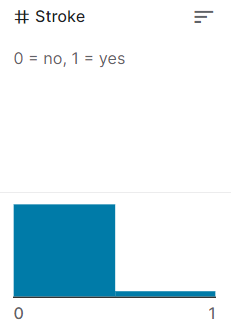 # Stroke
0 = no, 1 = yes
0 1